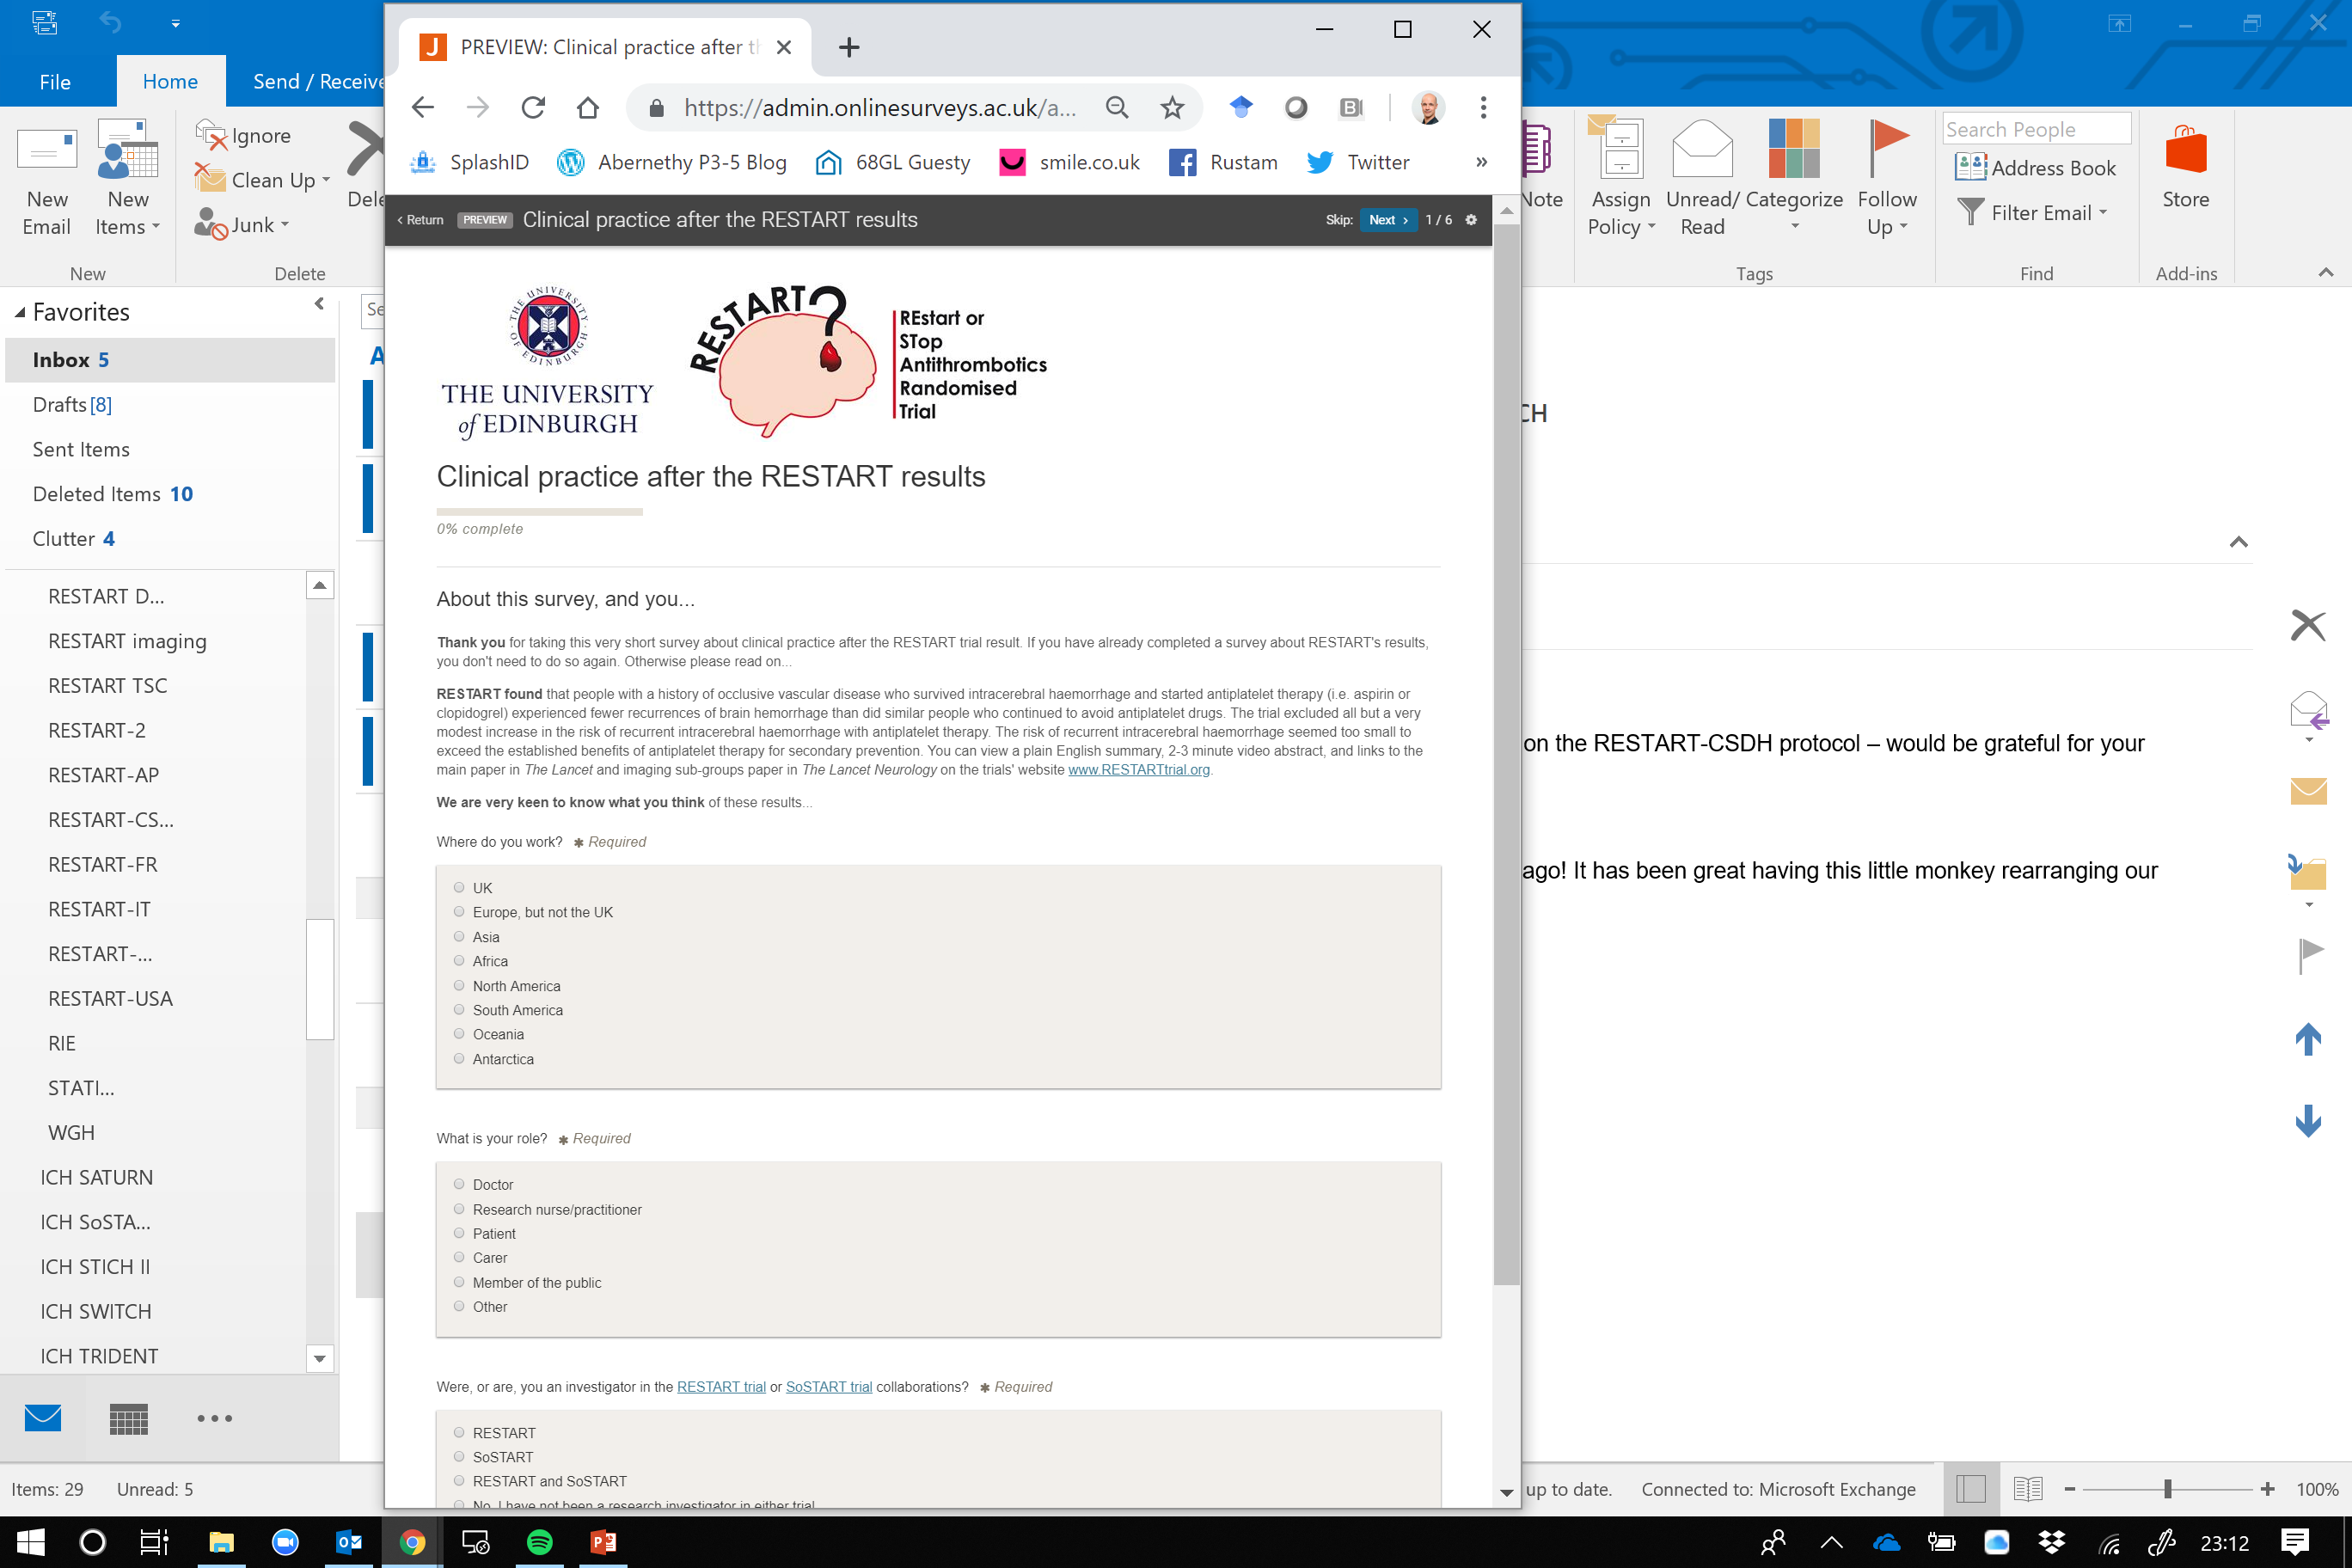 File
Home
Send / Receive
New
Email
New
Items
New
Ignore
Clean Up
Junk
Dele
Delete
Favorites
Inbox 5
Drafts [8]
Sent Items
Deleted Items 10
Clutter 4
RESTART D...
RESTART imaging
RESTART TSC
RESTART-2
RESTART-AP
RESTART-CS...
RESTART-FR
RESTART-IT
RESTART-...
RESTART-USA
RIE
STATI...
WGH
ICH SATURN
ICH SoSTA...
ICH STICH II
ICH SWITCH
ICH TRIDENT
Items: 29 Unread: 5
Se
A
PREVIEW: Clinical practice after th
https://admin.onlinesurveys.ac.uk/a...
SplashID Abernethy P3-5 Blog 68GL Guesty smile.co.uk Rustam Twitter »
Return PREVIEW Clinical practice after the RESTART results Skip: Next 1 / 6
THE UNIVERSITY OF EDINBURGH
THE UNIVERSITY
of EDINBURGH
RESTART?
REstart or
STop
Antithrombotics
Randomised
Trial
Clinical practice after the RESTART results
0% complete
About this survey, and you...
Thank you for taking this very short survey about clinical practice after the RESTART trial result. If you have already completed a survey about RESTART's results,
you don't need to do so again. Otherwise please read on...
RESTART found that people with a history of occlusive vascular disease who survived intracerebral haemorrhage and started antiplatelet therapy (i.e. aspirin or
clopidogrel) experienced fewer recurrences of brain hemorrhage than did similar people who continued to avoid antiplatelet drugs. The trial excluded all but a very
modest increase in the risk of recurrent intracerebral haemorrhage with antiplatelet therapy. The risk of recurrent intracerebral haemorrhage seemed too small to
exceed the established benefits of antiplatelet therapy for secondary prevention. You can view a plain English summary, 2-3 minute video abstract, and links to the
main paper in The Lancet and imaging sub-groups paper in The Lancet Neurology on the trials' website www.RESTARTtrial.org.
We are very keen to know what you think of these results...
Where do you work? ✱ Required
UK
Europe, but not the UK
Asia
Africa
North America
South America
Oceania
Antarctica
What is your role? ✱ Required
Doctor
Research nurse/practitioner
Patient
Carer
Member of the public
Other
Were, or are, you an investigator in the RESTART trial or SoSTART trial collaborations? ✱ Required
RESTART
SoSTART
RESTART and SoSTART
No, I have not been a research investigator in either trial
Note
Assign
Policy
Unread/
Read
Categorize
Follow
Up
Tags
Search People
Address Book
Filter Email
Find
Store
Add-ins
CH
on the RESTART-CSDH protocol – would be grateful for your
ago! It has been great having this little monkey rearranging our
up to date. Connected to: Microsoft Exchange 100%
23:12